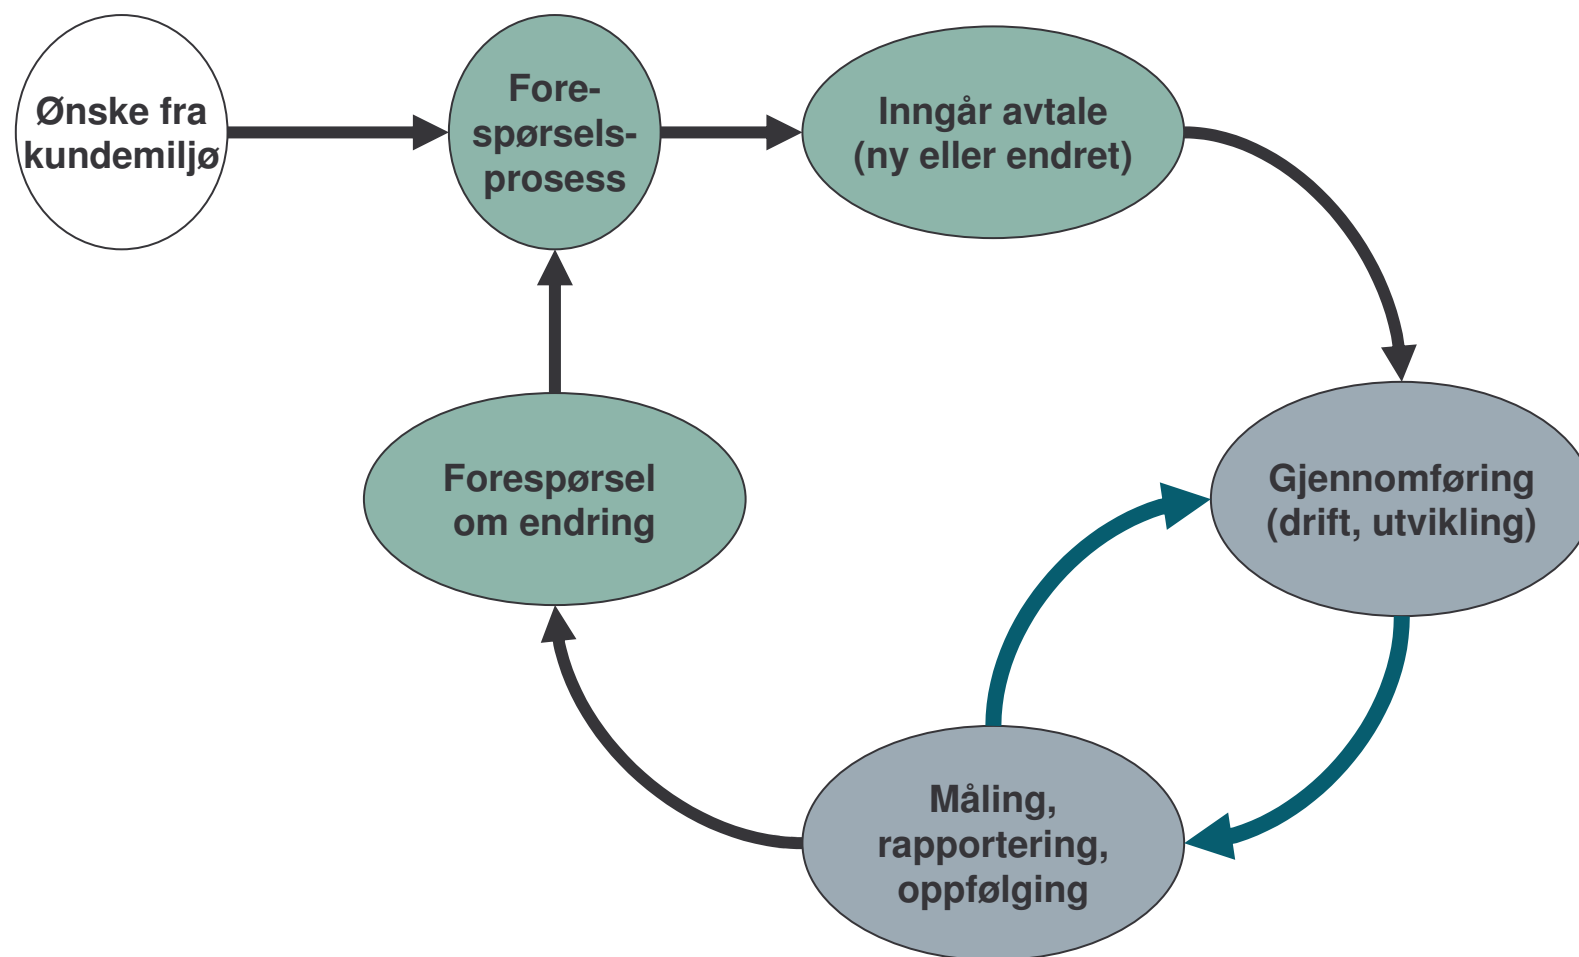 Ønske fra
kundemiljø
Fore-
spørsels-
prosess
Inngår avtale
(ny eller endret)
Forespørsel
om endring
Gjennomføring
(drift, utvikling)
Måling,
rapportering,
oppfølging